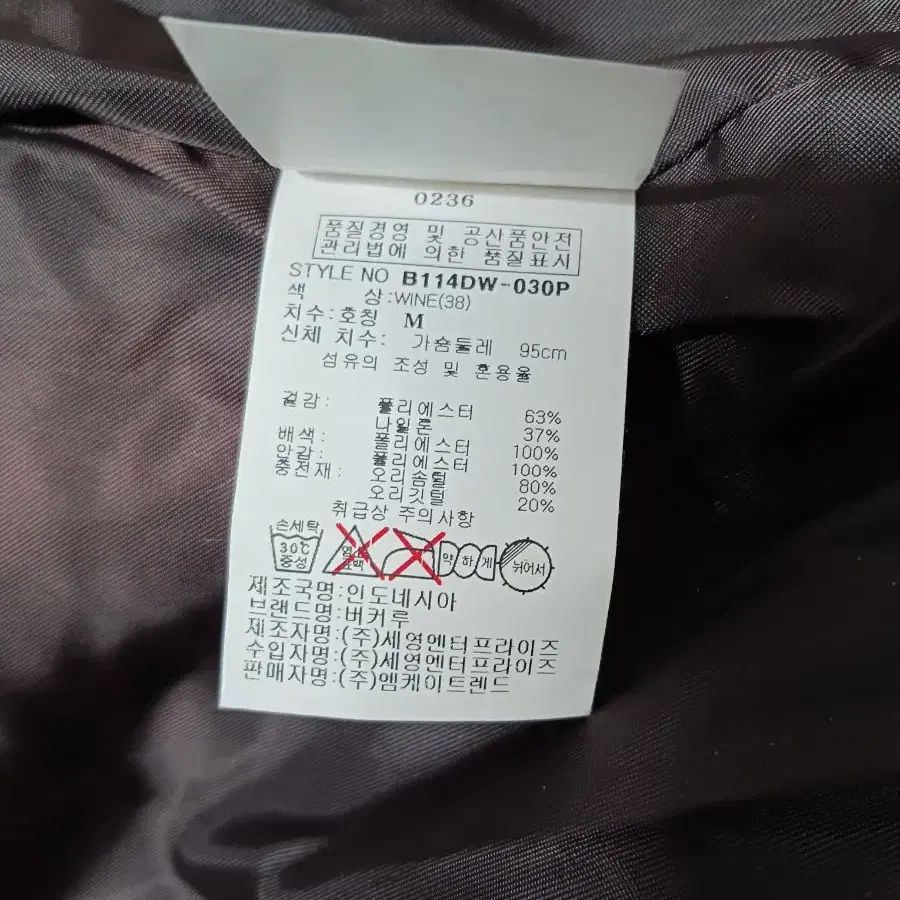 0236
품질경영 및 공산품안전
관리법에 의한 품질표시
STYLE NO B114DW-030P
색 상:WINE(38)
치수:호칭 M
신체 치수: 가슴둘레 95cm
섬유의 조성 및 혼용율
겉감: 폴리에스터 63%
나일론 37%
배색: 폴리에스터 100%
안감: 폴리에스터 100%
충전재: 오리솜털 80%
오리깃털 20%
취급상 주의사항
손세탁
30℃
중성
염소
표백
약하게
뉘어서
제조국명:인도네시아
브랜드명:버커루
제조자명:(주)세영엔터프라이즈
수입자명:(주)세영엔터프라이즈
판매자명:(주)엠케이트렌드